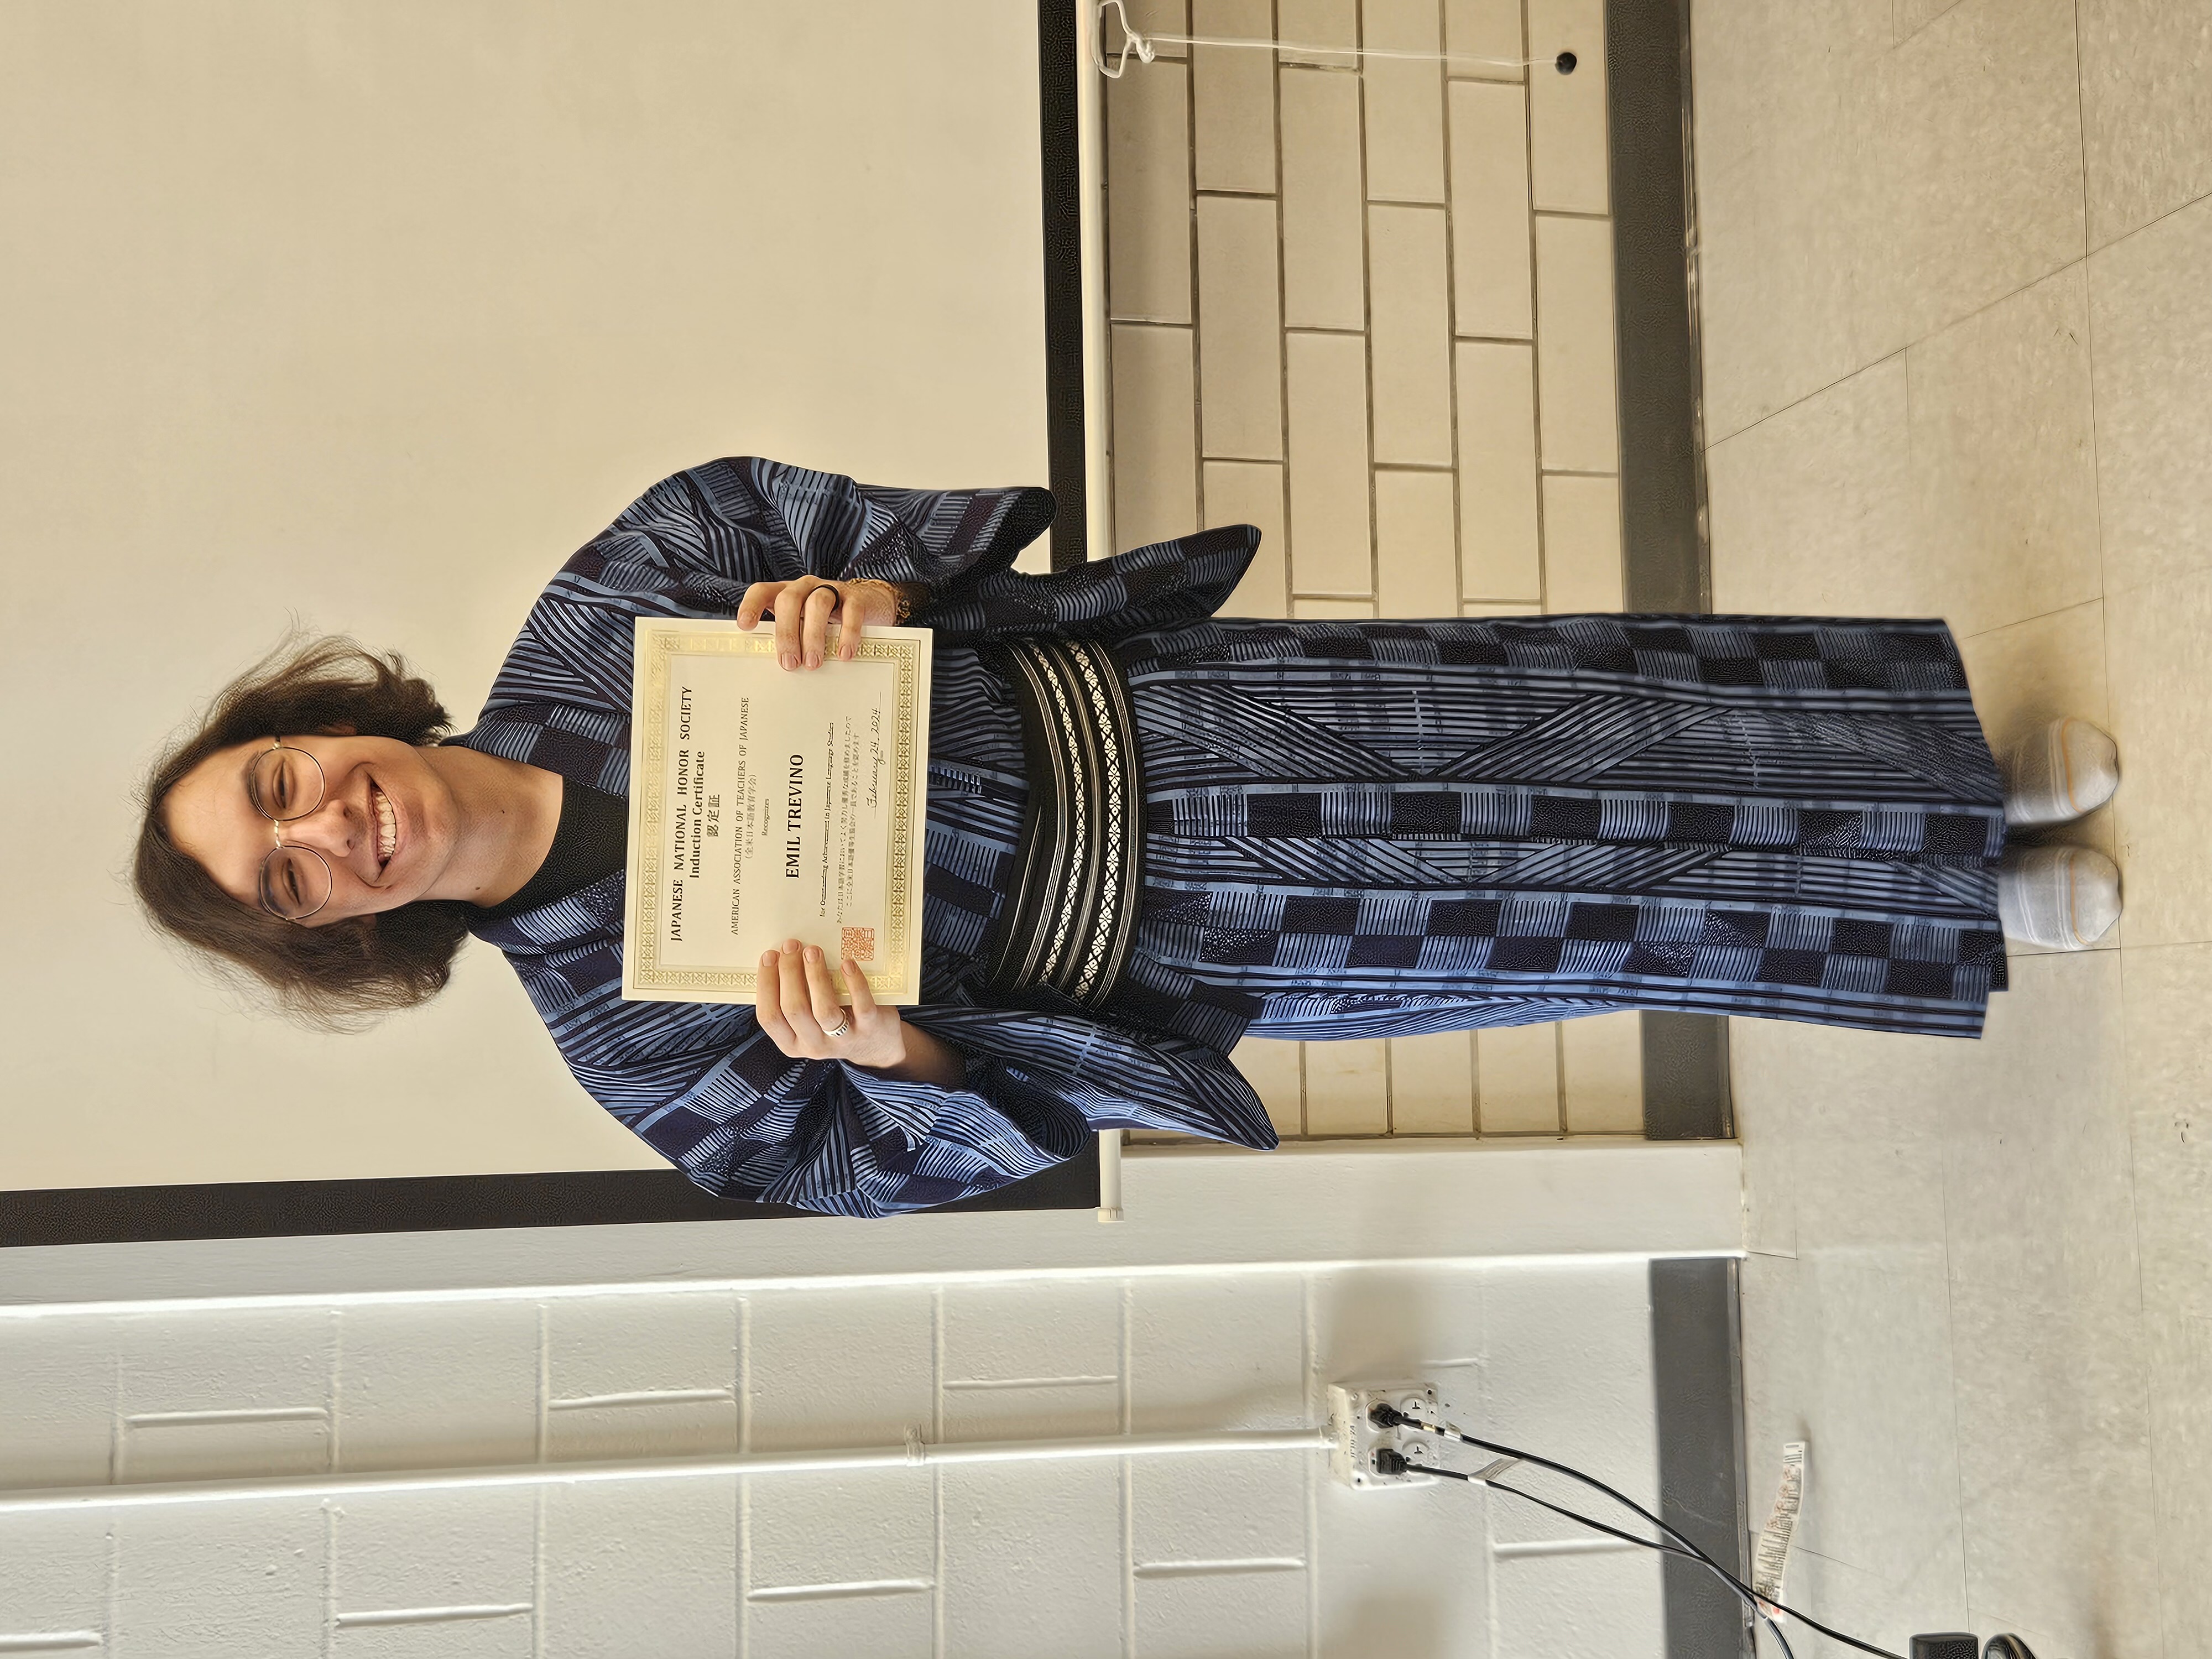 JAPANESE NATIONAL HONOR SOCIETY
Induction Certificate
認定証
AMERICAN ASSOCIATION OF TEACHERS OF JAPANESE
(全米日本語教育学会)
Recognizes
EMIL TREVINO
for Outstanding Achievement in Japanese Language Studies
あなたは日本語学習においてよく努力し優秀な成績を修めましたので
ここに全米日本語優等生協会の一員であることを認めます
February 24, 2024